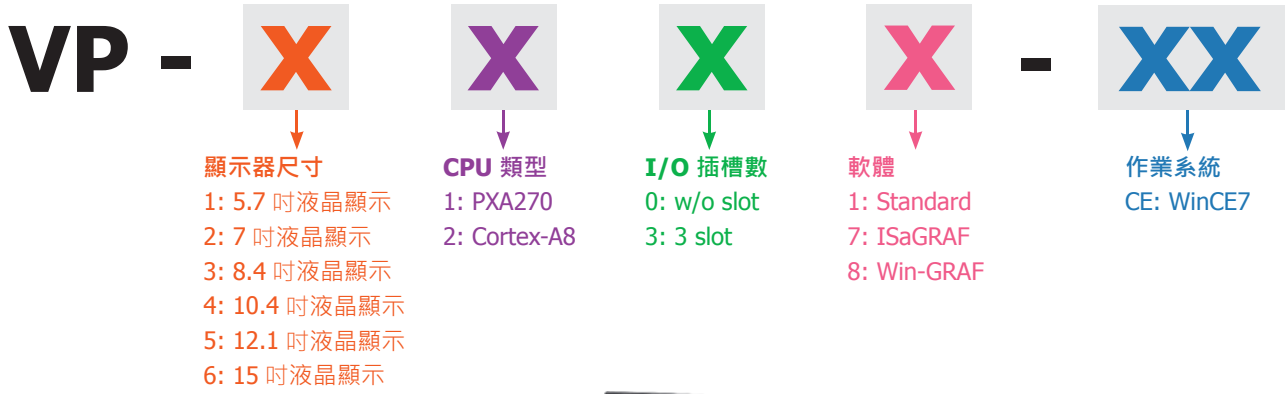 VP - X X X X - XX
顯示器尺寸
1: 5.7 吋液晶顯示
2: 7 吋液晶顯示
3: 8.4 吋液晶顯示
4: 10.4 吋液晶顯示
5: 12.1 吋液晶顯示
6: 15 吋液晶顯示
CPU 類型
1: PXA270
2: Cortex-A8
I/O 插槽數
0: w/o slot
3: 3 slot
軟體
1: Standard
7: ISaGRAF
8: Win-GRAF
作業系統
CE: WinCE7